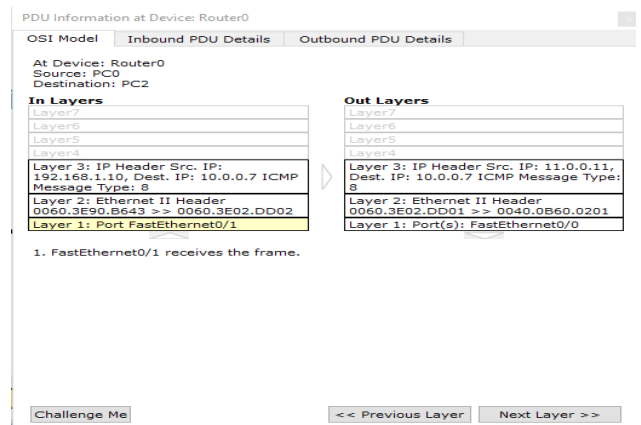 PDU Information at Device: Router0
OSI Model Inbound PDU Details Outbound PDU Details
At Device: Router0
Source: PC0
Destination: PC2
In Layers
Layer7
Layer6
Layer5
Layer4
Layer 3: IP Header Src. IP:
192.168.1.10, Dest. IP: 10.0.0.7 ICMP
Message Type: 8
Layer 2: Ethernet II Header
0060.3E90.B643 >> 0060.3E02.DD02
Layer 1: Port FastEthernet0/1
Out Layers
Layer7
Layer6
Layer5
Layer4
Layer 3: IP Header Src. IP: 11.0.0.11,
Dest. IP: 10.0.0.7 ICMP Message Type:
8
Layer 2: Ethernet II Header
0060.3E02.DD01 >> 0040.0B60.0201
Layer 1: Port(s): FastEthernet0/0
1. FastEthernet0/1 receives the frame.
Challenge Me << Previous Layer Next Layer >>